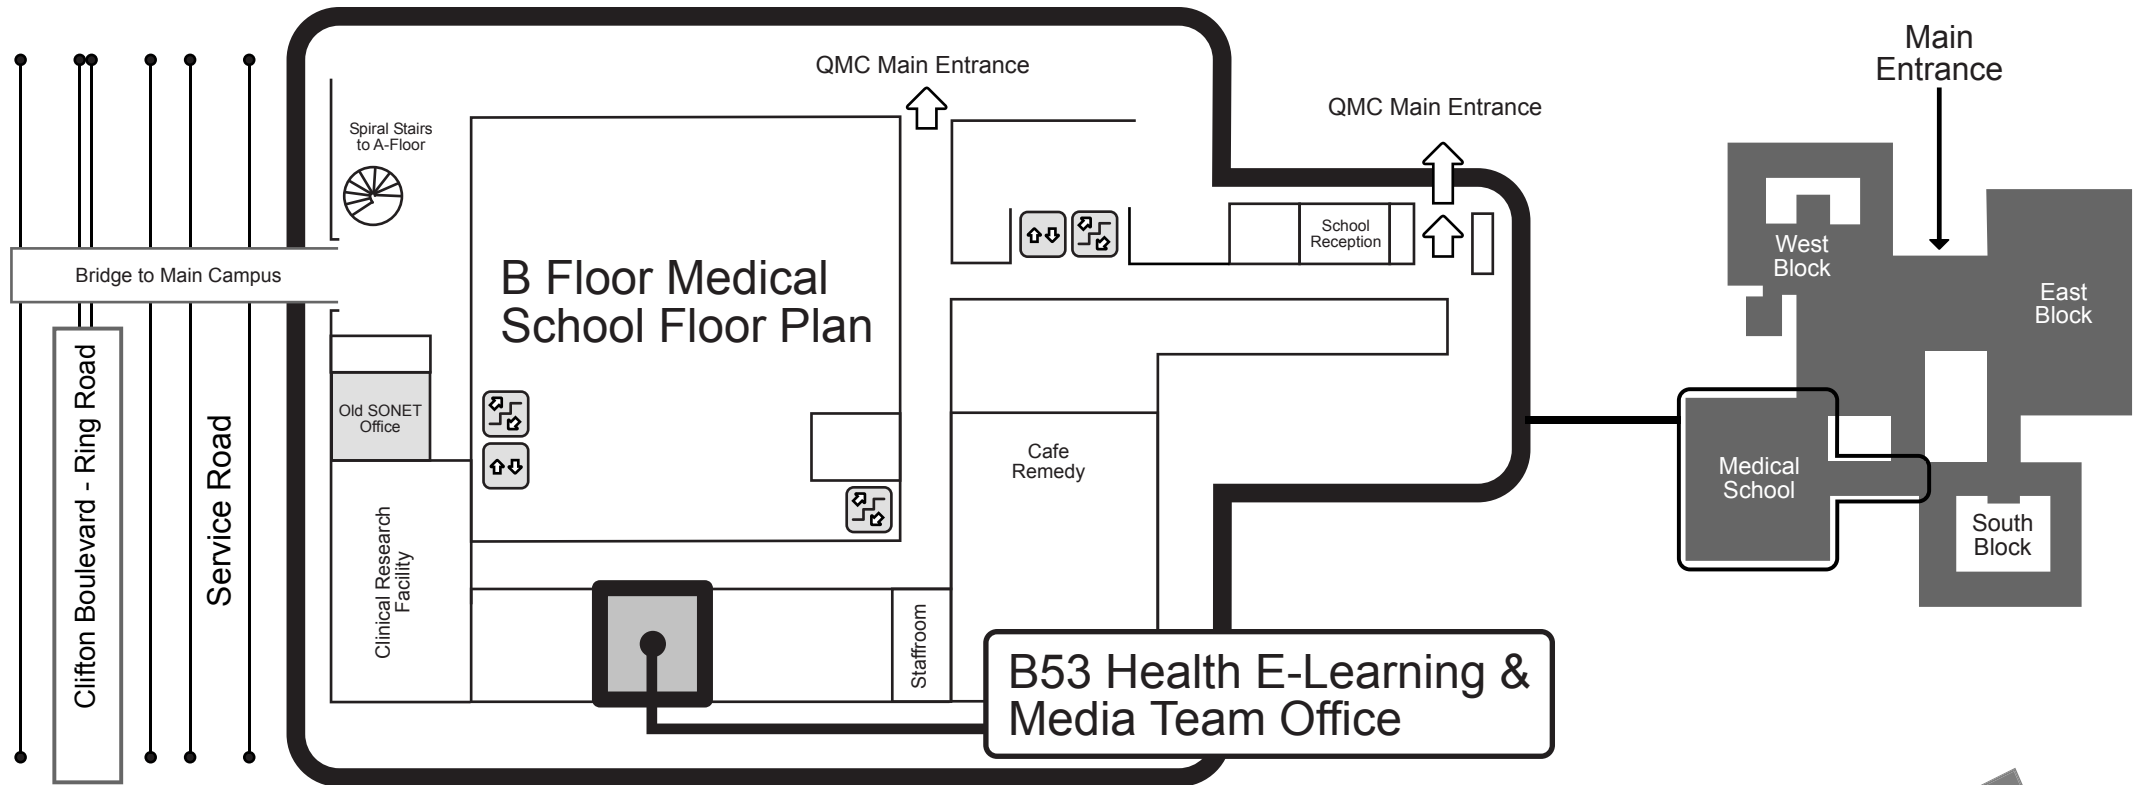 Main
Entrance
QMC Main Entrance
QMC Main Entrance
Spiral Stairs
to A-Floor
School
Reception
West
Block
East
Block
Bridge to Main Campus
B Floor Medical
School Floor Plan
Clifton Boulevard - Ring Road
Service Road
Old SONET
Office
Cafe
Remedy
Medical
School
South
Block
Clinical Research
Facility
Staffroom
B53 Health E-Learning &
Media Team Office